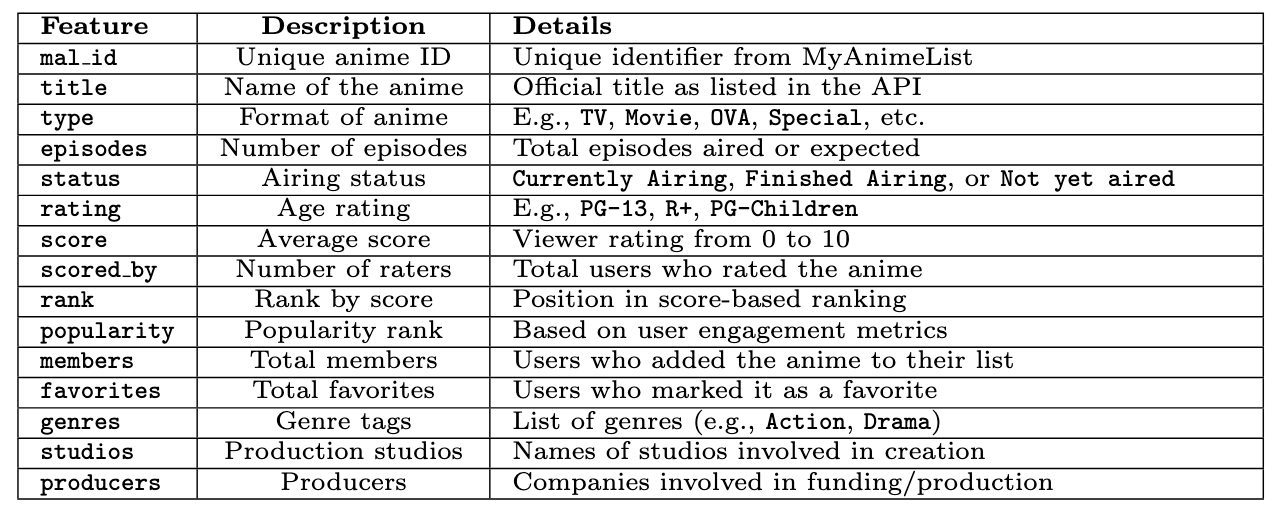 Feature Description Details
mal_id Unique anime ID Unique identifier from MyAnimeList
title Name of the anime Official title as listed in the API
type Format of anime E.g., TV, Movie, OVA, Special, etc.
episodes Number of episodes Total episodes aired or expected
status Airing status Currently Airing, Finished Airing, or Not yet aired
rating Age rating E.g., PG-13, R+, PG-Children
score Average score Viewer rating from 0 to 10
scored_by Number of raters Total users who rated the anime
rank Rank by score Position in score-based ranking
popularity Popularity rank Based on user engagement metrics
members Total members Users who added the anime to their list
favorites Total favorites Users who marked it as a favorite
genres Genre tags List of genres (e.g., Action, Drama)
studios Production studios Names of studios involved in creation
producers Producers Companies involved in funding/production